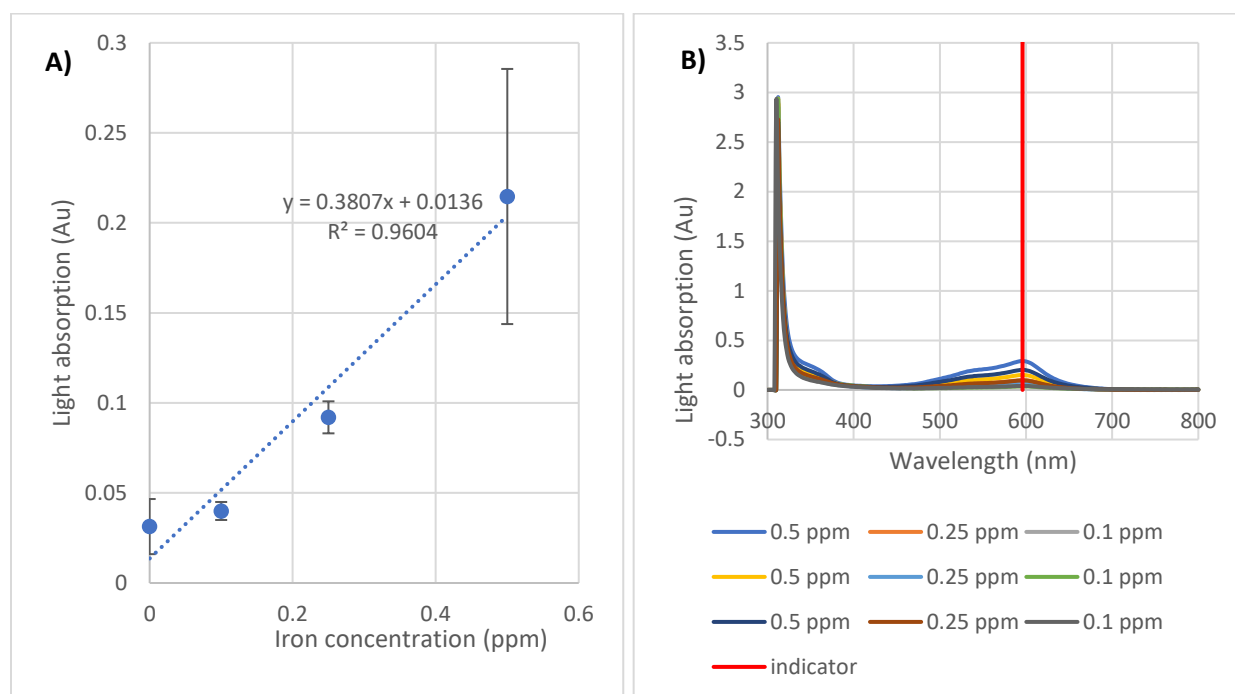 A)
Light absorption (Au)
0.3
0.25
0.2
0.15
0.1
0.05
0
y = 0.3807x + 0.0136
R² = 0.9604
0 0.2 0.4 0.6
Iron concentration (ppm)
B)
Light absorption (Au)
3.5
3
2.5
2
1.5
1
0.5
0
-0.5
300 400 500 600 700 800
Wavelength (nm)
0.5 ppm 0.25 ppm 0.1 ppm
0.5 ppm 0.25 ppm 0.1 ppm
0.5 ppm 0.25 ppm 0.1 ppm
indicator